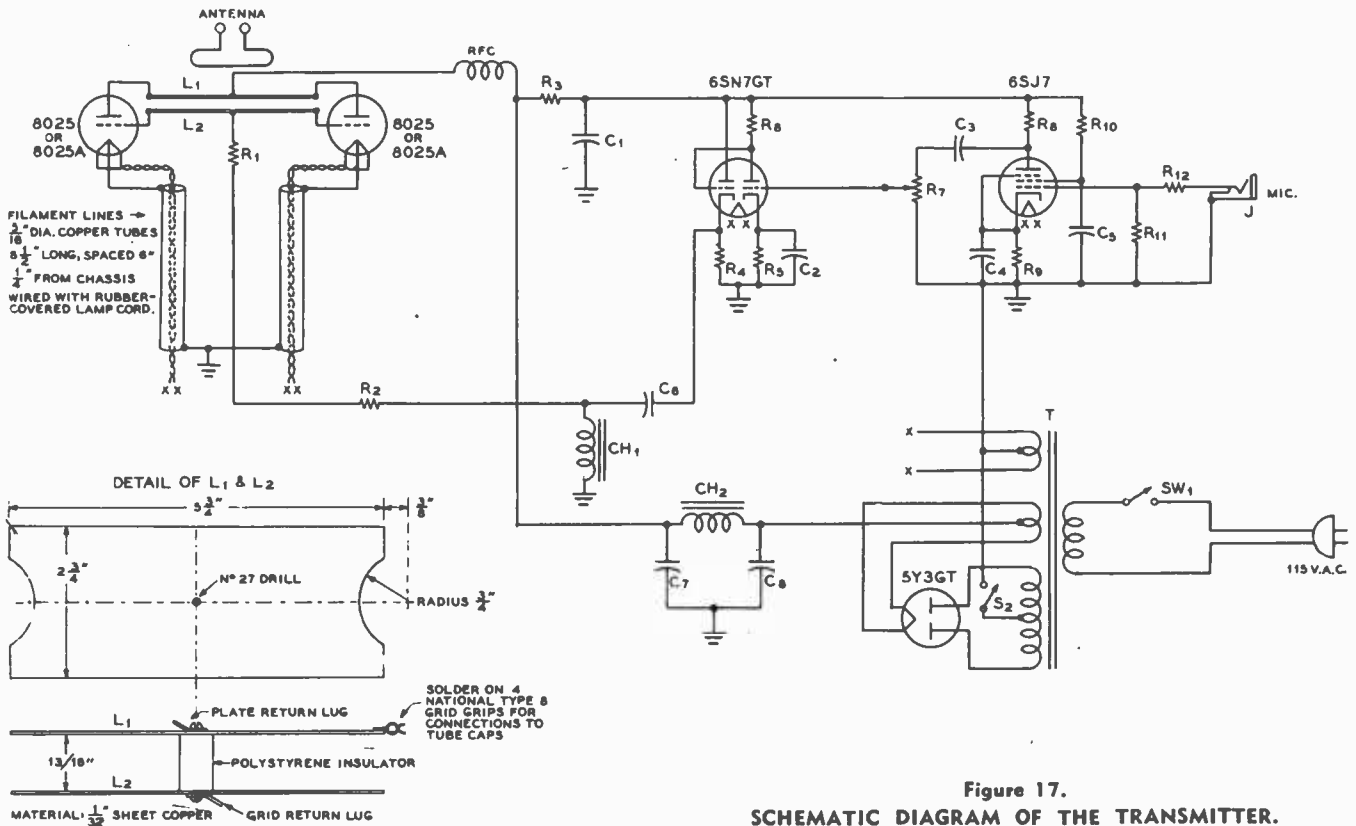 ANTENNA
RFC
L1
L2
8025
OR
8025A
8025
OR
8025A
R1
R3
C1
6SN7GT
R8
R4
R5
C2
X X
6SJ7
C3
R8
R10
R7
R12
MIC.
J
C4
R9
C5
R11
X X
FILAMENT LINES →
5/16" DIA. COPPER TUBES
8 1/2" LONG, SPACED 6"
1/4" FROM CHASSIS
WIRED WITH RUBBER-
COVERED LAMP CORD.
X X
X X
R2
C6
CH1
T
X
X
DETAIL OF L1 & L2
5 3/4"
3/8"
2 3/4"
Nº 27 DRILL
RADIUS 3/4"
CH2
C7
C8
5Y3GT
S2
SW1
115 V.A.C.
PLATE RETURN LUG
SOLDER ON 4
NATIONAL TYPE 8
GRID GRIPS FOR
CONNECTIONS TO
TUBE CAPS
L1
13/16"
POLYSTYRENE INSULATOR
L2
MATERIAL: 1/32" SHEET COPPER
GRID RETURN LUG
Figure 17.
SCHEMATIC DIAGRAM OF THE TRANSMITTER.